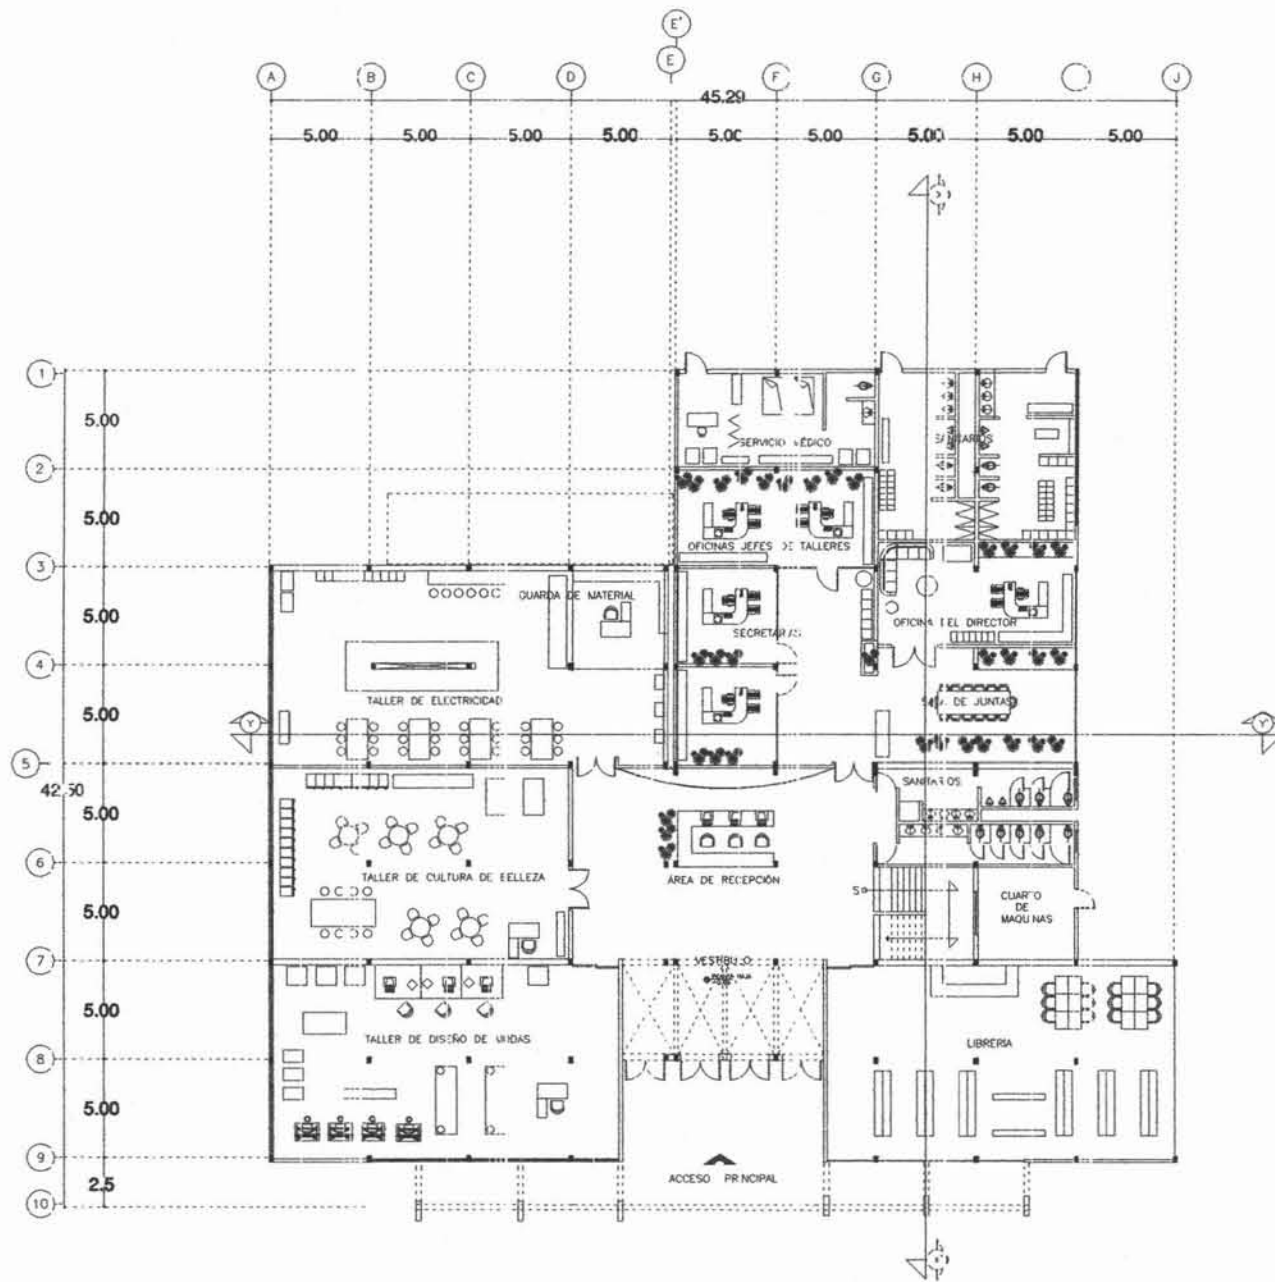 E'
E
A
B
C
D
F
G
H
J
45.29
5.00
5.00
5.00
5.00
5.00
5.00
5.00
5.00
5.00
1
5.00
SERVICIO MÉDICO
SANITARIOS
2
5.00
OFICINAS JEFES DE TALLERES
3
GUARDA DE MATERIAL
5.00
SECRETARIAS
OFICINA DEL DIRECTOR
4
TALLER DE ELECTRICIDAD
SALA DE JUNTAS
5.00
Y
Y'
5
SANITARIOS
42.50
5.00
6
TALLER DE CULTURA DE BELLEZA
ÁREA DE RECEPCIÓN
S
CUARTO
DE
MAQUINAS
5.00
7
VESTIBULO
PLANTA BAJA
5.00
TALLER DE DISEÑO DE MODAS
LIBRERIA
8
5.00
9
ACCESO PRINCIPAL
2.5
10